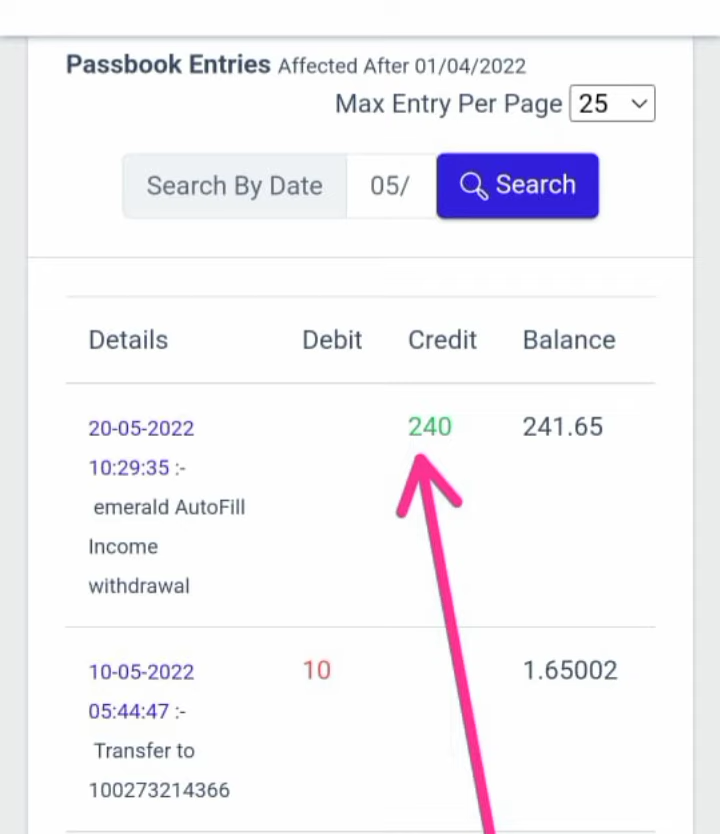 Passbook Entries Affected After 01/04/2022
Max Entry Per Page 25
Search By Date 05/ Search
Details Debit Credit Balance
20-05-2022 240 241.65
10:29:35 :-
emerald AutoFill
Income
withdrawal
10-05-2022 10 1.65002
05:44:47 :-
Transfer to
100273214366